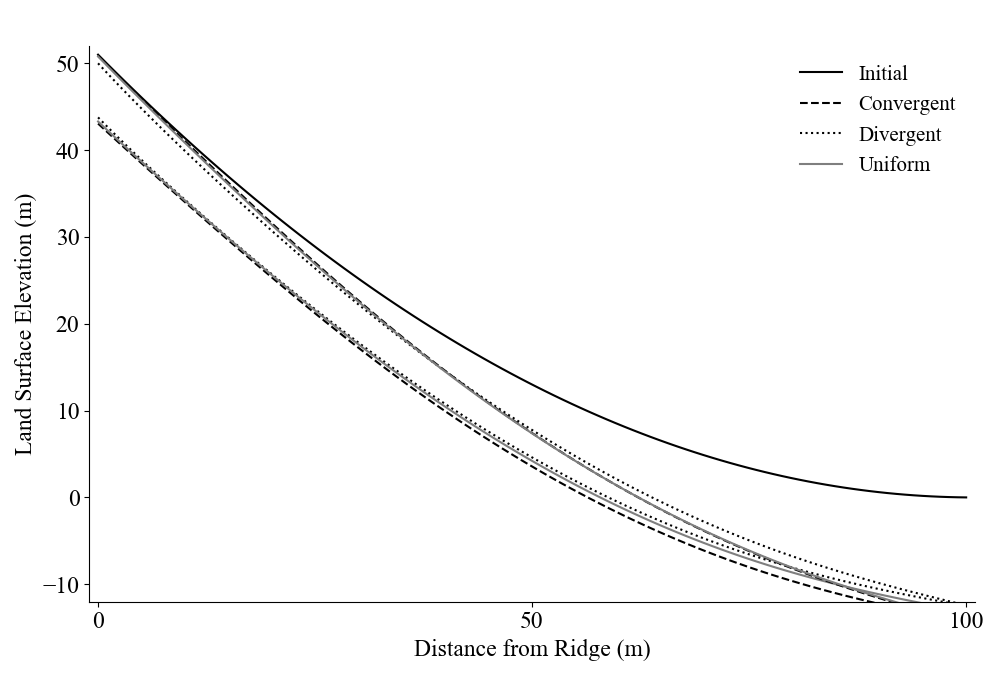 50
40
30
20
10
0
−10
Land Surface Elevation (m)
0
50
100
Distance from Ridge (m)
Initial
Convergent
Divergent
Uniform